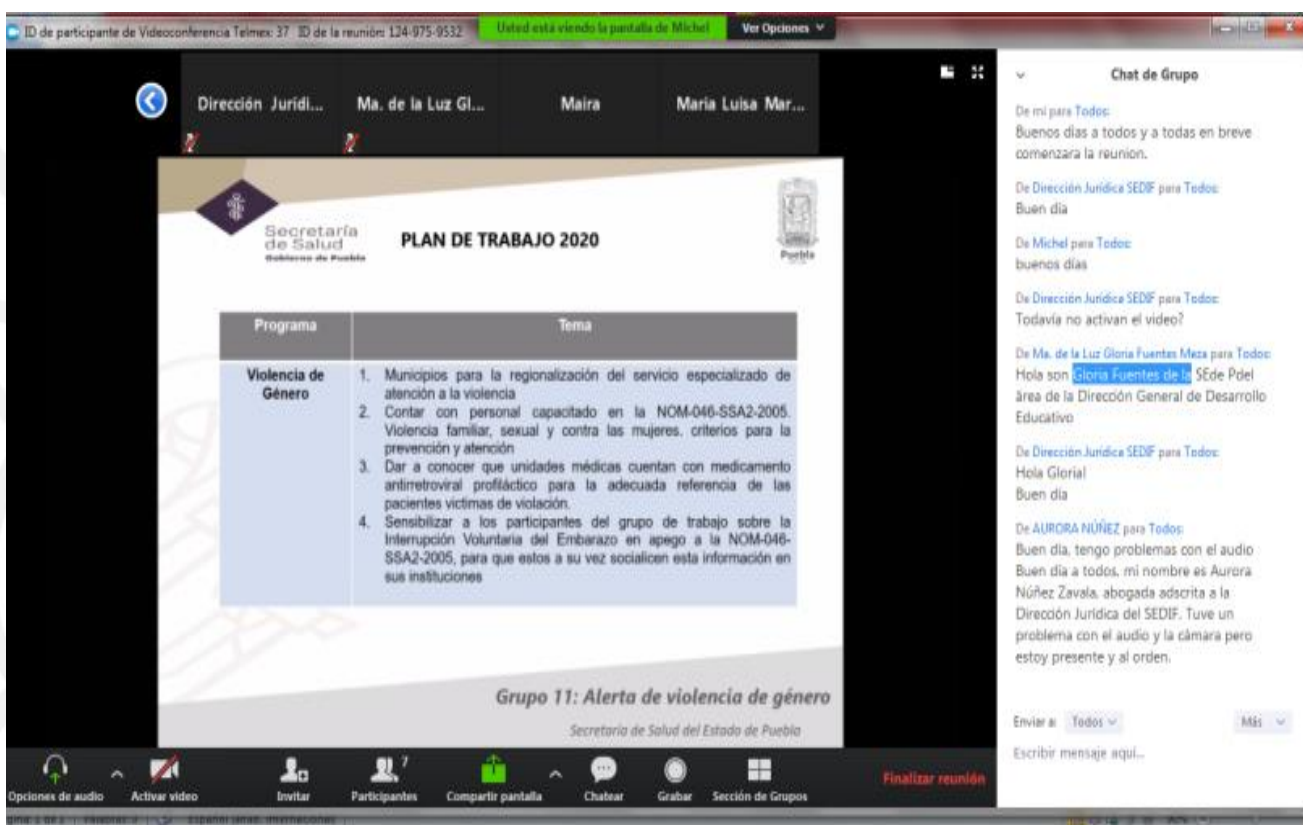 ID de participante de Videoconferencia Telmex: 37 ID de la reunión: 124-975-9532
Usted está viendo la pantalla de Michel
Ver Opciones
Dirección Jurídi...
Ma. de la Luz Gl...
Maira
Maria Luisa Mar...
Secretaría
de Salud
Gobierno de Puebla
PLAN DE TRABAJO 2020
Puebla
Programa
Tema
Violencia de
Género
1. Municipios para la regionalización del servicio especializado de
atención a la violencia
2. Contar con personal capacitado en la NOM-046-SSA2-2005.
Violencia familiar, sexual y contra las mujeres. criterios para la
prevención y atención
3. Dar a conocer que unidades médicas cuentan con medicamento
antirretroviral profiláctico para la adecuada referencia de las
pacientes victimas de violación.
4. Sensibilizar a los participantes del grupo de trabajo sobre la
Interrupción Voluntaria del Embarazo en apego a la NOM-046-
SSA2-2005, para que estos a su vez socialicen esta información en
sus instituciones
Grupo 11: Alerta de violencia de género
Secretaria de Salud del Estado de Puebla
Chat de Grupo
De mi para Todos:
Buenos días a todos y a todas en breve
comenzara la reunion.
De Dirección Jurídica SEDIF para Todos:
Buen día
De Michel para Todos:
buenos días
De Dirección Jurídica SEDIF para Todos:
Todavía no activan el video?
De Ma. de la Luz Gloria Fuentes Meza para Todos:
Hola son Gloria Fuentes de la SEde Pdel
área de la Dirección General de Desarrollo
Educativo
De Dirección Jurídica SEDIF para Todos:
Hola Gloria!
Buen día
De AURORA NÚÑEZ para Todos:
Buen día, tengo problemas con el audio
Buen día a todos, mi nombre es Aurora
Núñez Zavala, abogada adscrita a la
Dirección Jurídica del SEDIF. Tuve un
problema con el audio y la cámara pero
estoy presente y al orden.
Enviar a: Todos
Más
Escribir mensaje aquí...
Opciones de audio
Activar video
Invitar
7
Participantes
Compartir pantalla
Chatear
Grabar
Sección de Grupos
Finalizar reunión